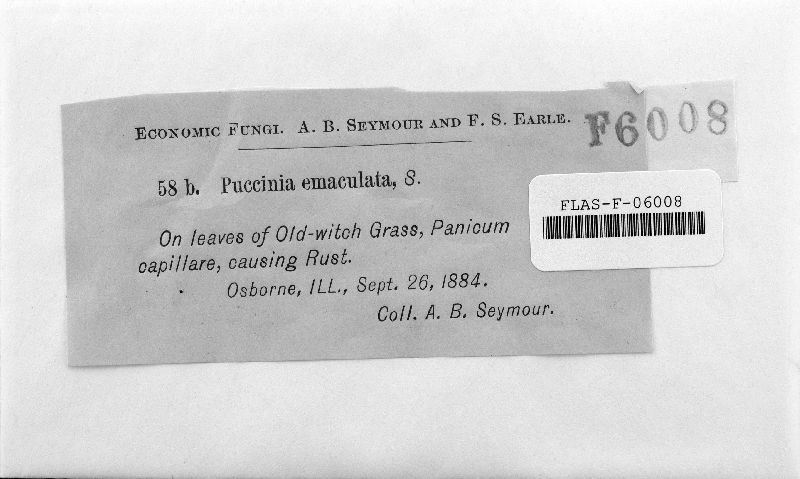 ECONOMIC FUNGI. A. B. SEYMOUR AND F. S. EARLE.
F6008
58 b. Puccinia emaculata, S.
FLAS-F-06008
On leaves of Old-witch Grass, Panicum
capillare, causing Rust.
Osborne, ILL., Sept. 26, 1884.
Coll. A. B. Seymour.